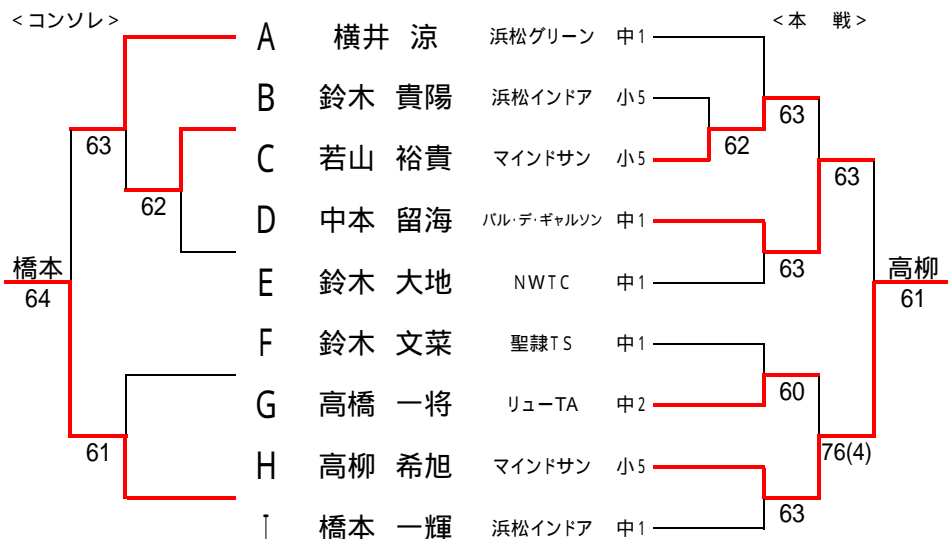 <コンソレ> <本 戦>
A 横井 涼 浜松グリーン 中1
B 鈴木 貴陽 浜松インドア 小5
63
63 62
C 若山 裕貴 マインドサン 小5
63
62
D 中本 留海 バル・デ・ギャルソン 中1
橋本 63 高柳
E 鈴木 大地 NWTC 中1
64 61
F 鈴木 文菜 聖隷TS 中1
60
G 高橋 一将 リューTA 中2
61 76(4)
H 高柳 希旭 マインドサン 小5
63
I 橋本 一輝 浜松インドア 中1